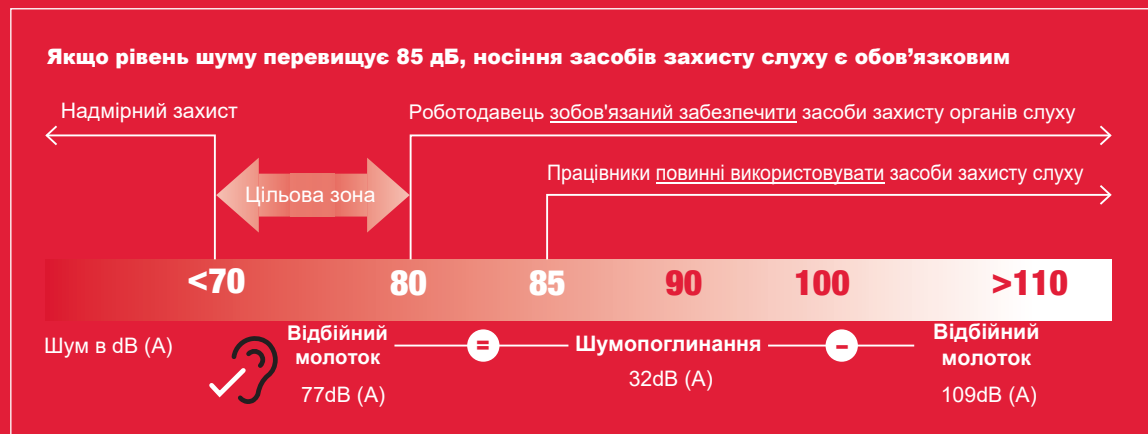 Якщо рівень шуму перевищує 85 дБ, носіння засобів захисту слуху є обов’язковим
Надмірний захист
Роботодавець зобов'язаний забезпечити засоби захисту органів слуху
Працівники повинні використовувати засоби захисту слуху
Цільова зона
<70 80 85 90 100 >110
Шум в dB (A)
Відбійний
молоток
77dB (A)
=
Шумопоглинання
32dB (A)
–
Відбійний
молоток
109dB (A)